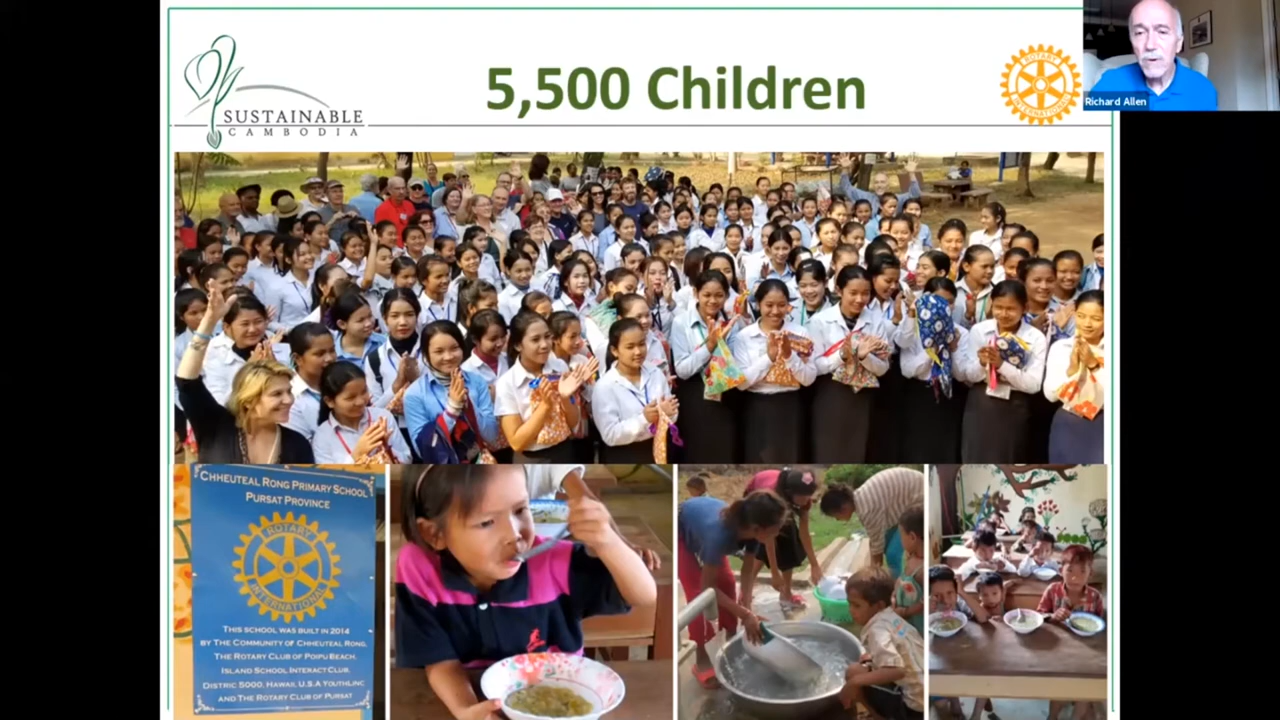 5,500 Children
SUSTAINABLE
CAMBODIA
ROTARY
INTERNATIONAL
Richard Allen
CHHEUTEAL RONG PRIMARY SCHOOL
PURSAT PROVINCE
ROTARY
INTERNATIONAL
THIS SCHOOL WAS BUILT IN 2014
BY THE COMMUNITY OF CHHEUTEAL RONG,
THE ROTARY CLUB OF POIPU BEACH,
ISLAND SCHOOL INTERACT CLUB,
DISTRIC 5000, HAWAII, U.S.A YOUTHLINC
AND THE ROTARY CLUB OF PURSAT